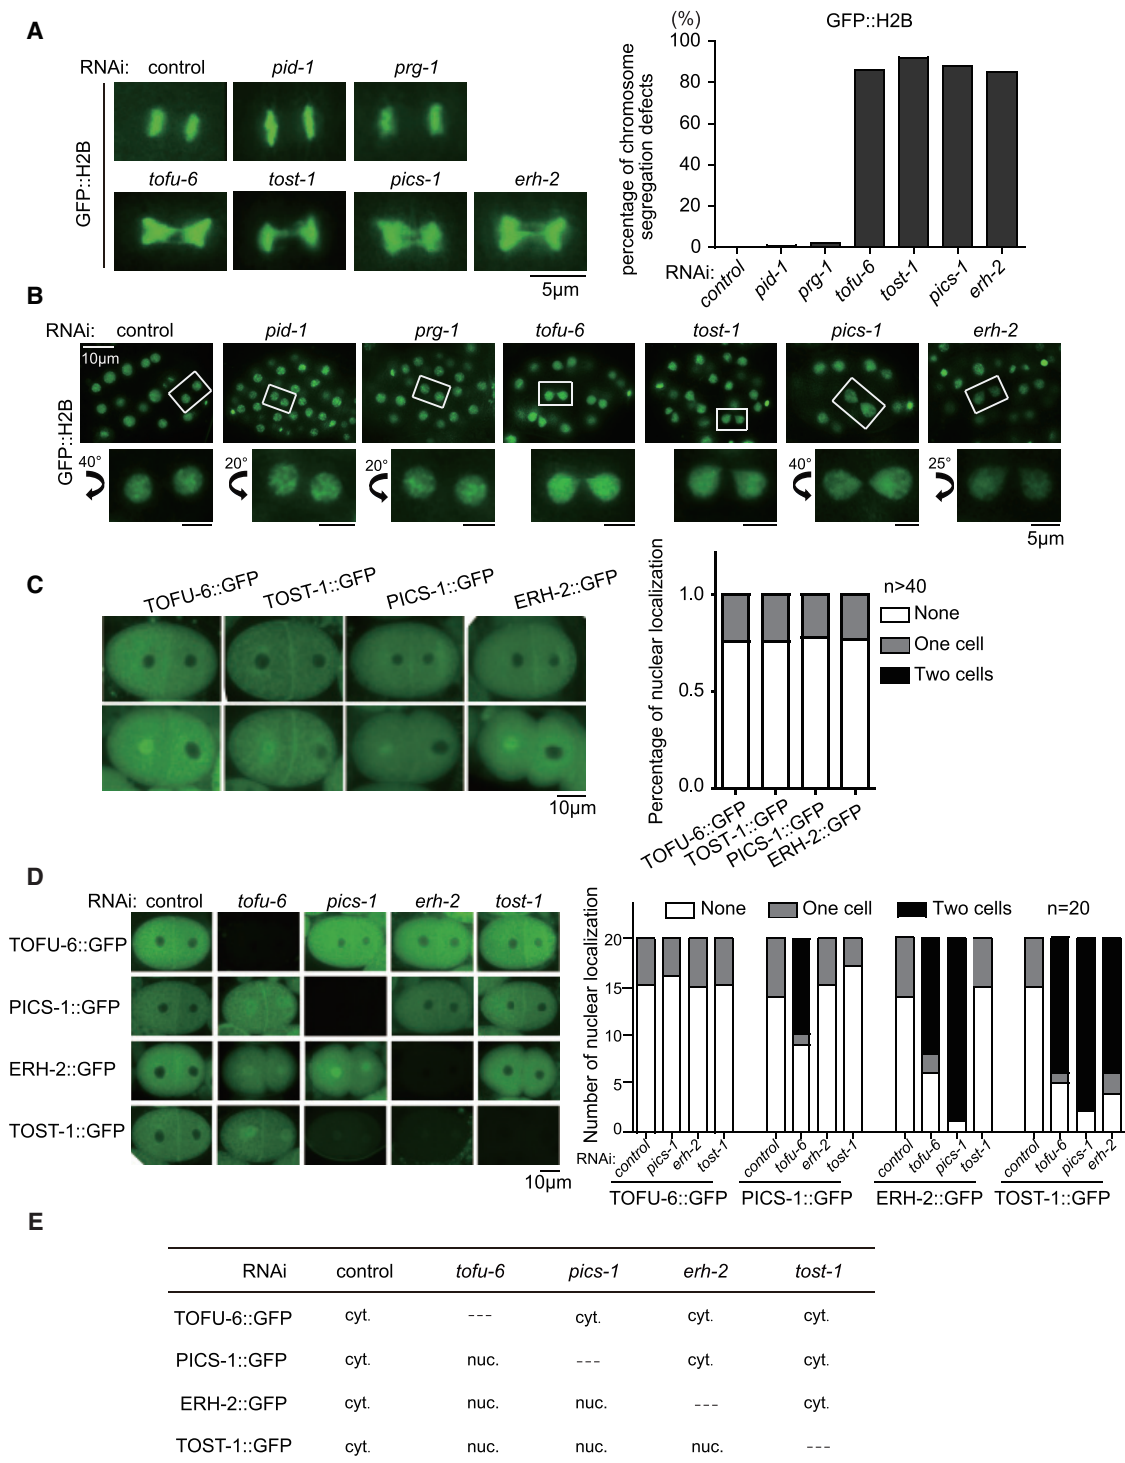 A
RNAi: control pid-1 prg-1
GFP::H2B
tofu-6 tost-1 pics-1 erh-2
5µm
(%) GFP::H2B
percentage of chromosome
segregation defects
100
80
60
40
20
0
RNAi: control pid-1 prg-1 tofu-6 tost-1 pics-1 erh-2
B
RNAi: control pid-1 prg-1 tofu-6 tost-1 pics-1 erh-2
10µm
GFP::H2B
40° 20° 20° 40° 25°
5µm
C
TOFU-6::GFP TOST-1::GFP PICS-1::GFP ERH-2::GFP
10µm
Percentage of nuclear localization
1.0
0.5
0.0
n>40
None
One cell
Two cells
TOFU-6::GFP TOST-1::GFP PICS-1::GFP ERH-2::GFP
D
RNAi: control tofu-6 pics-1 erh-2 tost-1
TOFU-6::GFP
PICS-1::GFP
ERH-2::GFP
TOST-1::GFP
10µm
None One cell Two cells n=20
Number of nuclear localization
20
15
10
5
0
RNAi: control pics-1 erh-2 tost-1 control tofu-6 erh-2 tost-1 control tofu-6 pics-1 tost-1 control tofu-6 pics-1 erh-2
TOFU-6::GFP PICS-1::GFP ERH-2::GFP TOST-1::GFP
E
RNAi control tofu-6 pics-1 erh-2 tost-1
TOFU-6::GFP cyt. --- cyt. cyt. cyt.
PICS-1::GFP cyt. nuc. --- cyt. cyt.
ERH-2::GFP cyt. nuc. nuc. --- cyt.
TOST-1::GFP cyt. nuc. nuc. nuc. ---